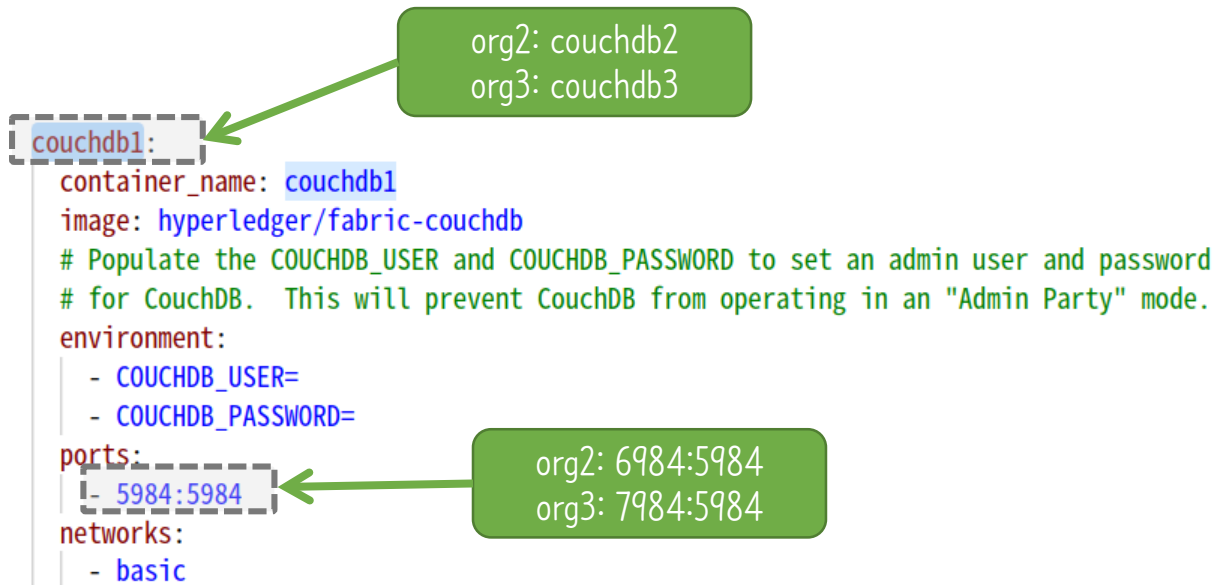 org2: couchdb2
org3: couchdb3
couchdb1:
container_name: couchdb1
image: hyperledger/fabric-couchdb
# Populate the COUCHDB_USER and COUCHDB_PASSWORD to set an admin user and password
# for CouchDB.  This will prevent CouchDB from operating in an "Admin Party" mode.
environment:
- COUCHDB_USER=
- COUCHDB_PASSWORD=
ports:
- 5984:5984
org2: 6984:5984
org3: 7984:5984
networks:
- basic